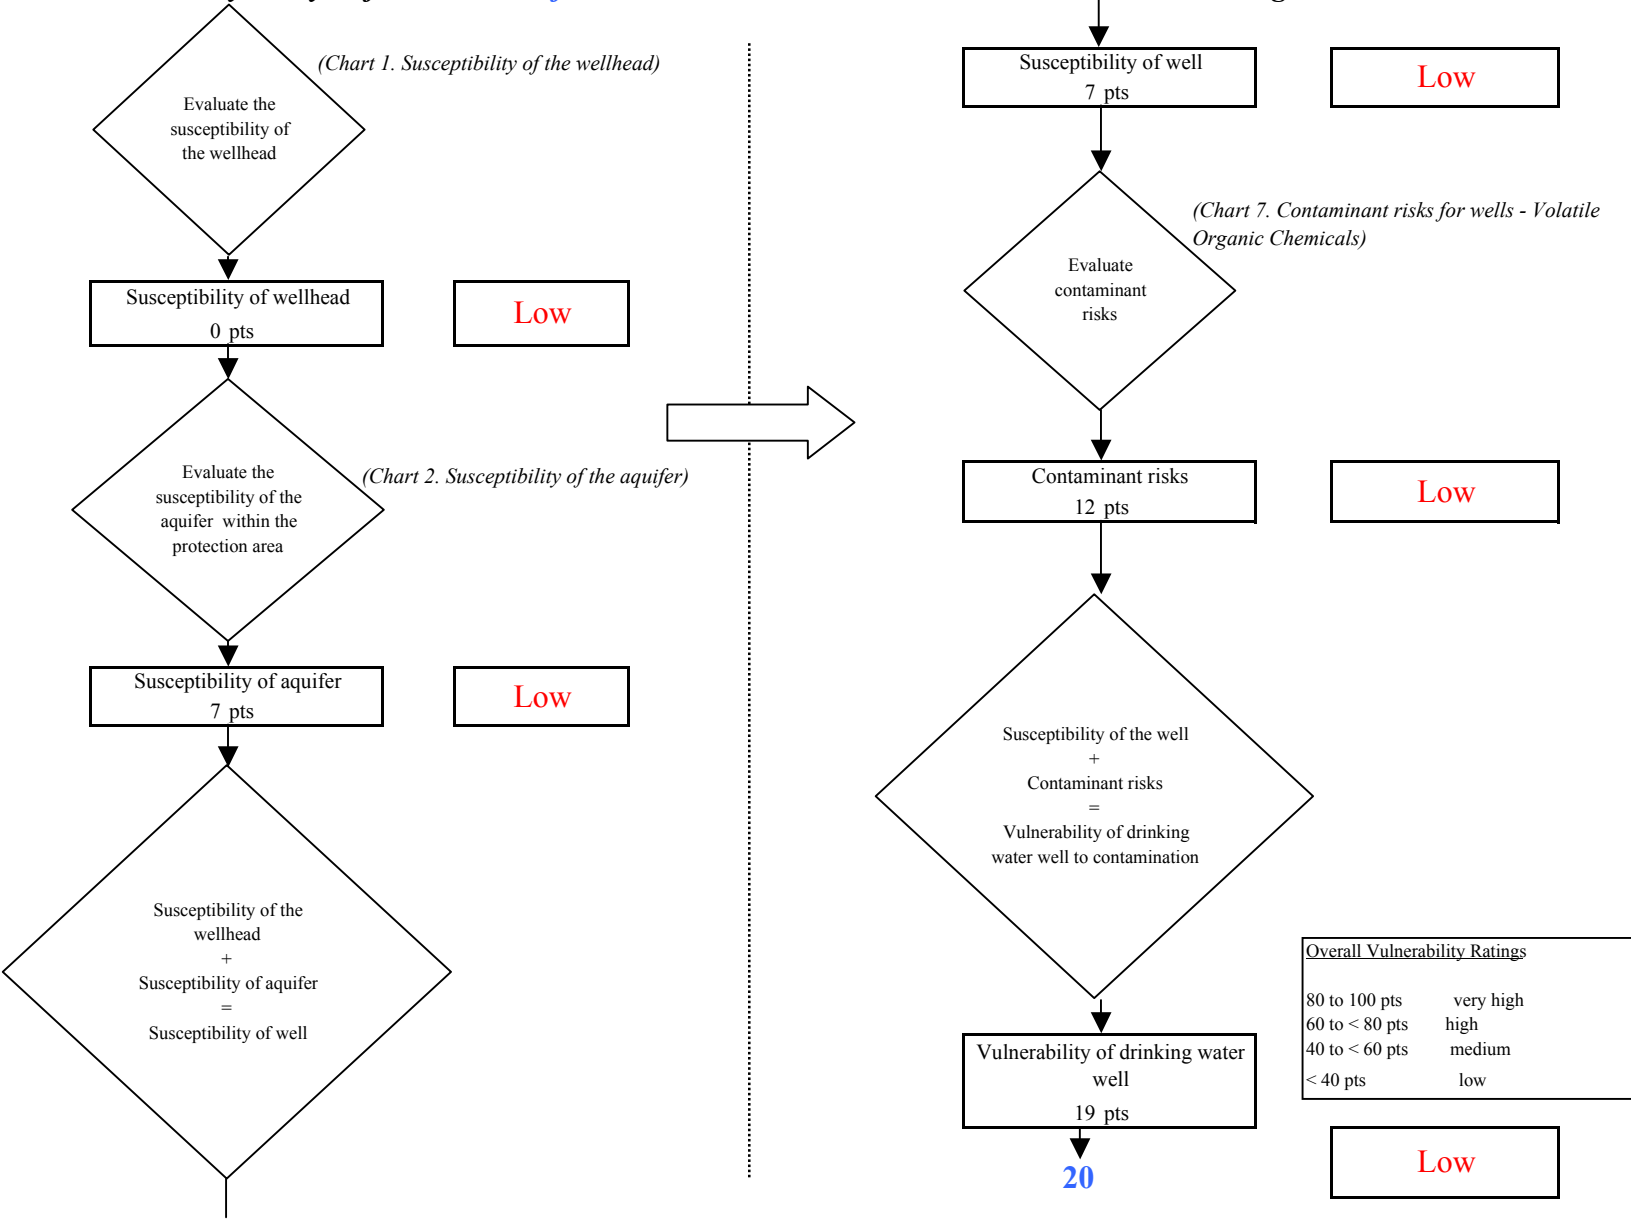 (Chart 1. Susceptibility of the wellhead)
Evaluate the
susceptibility of
the wellhead
Susceptibility of wellhead
0 pts
Low
Evaluate the
susceptibility of the
aquifer within the
protection area
(Chart 2. Susceptibility of the aquifer)
Susceptibility of aquifer
7 pts
Low
Susceptibility of the
wellhead
+
Susceptibility of aquifer
=
Susceptibility of well
Susceptibility of well
7 pts
Low
(Chart 7. Contaminant risks for wells - Volatile
Organic Chemicals)
Evaluate
contaminant
risks
Contaminant risks
12 pts
Low
Susceptibility of the well
+
Contaminant risks
=
Vulnerability of drinking
water well to contamination
Overall Vulnerability Ratings
80 to 100 pts very high
60 to < 80 pts high
40 to < 60 pts medium
< 40 pts low
Vulnerability of drinking water
well
19 pts
20
Low